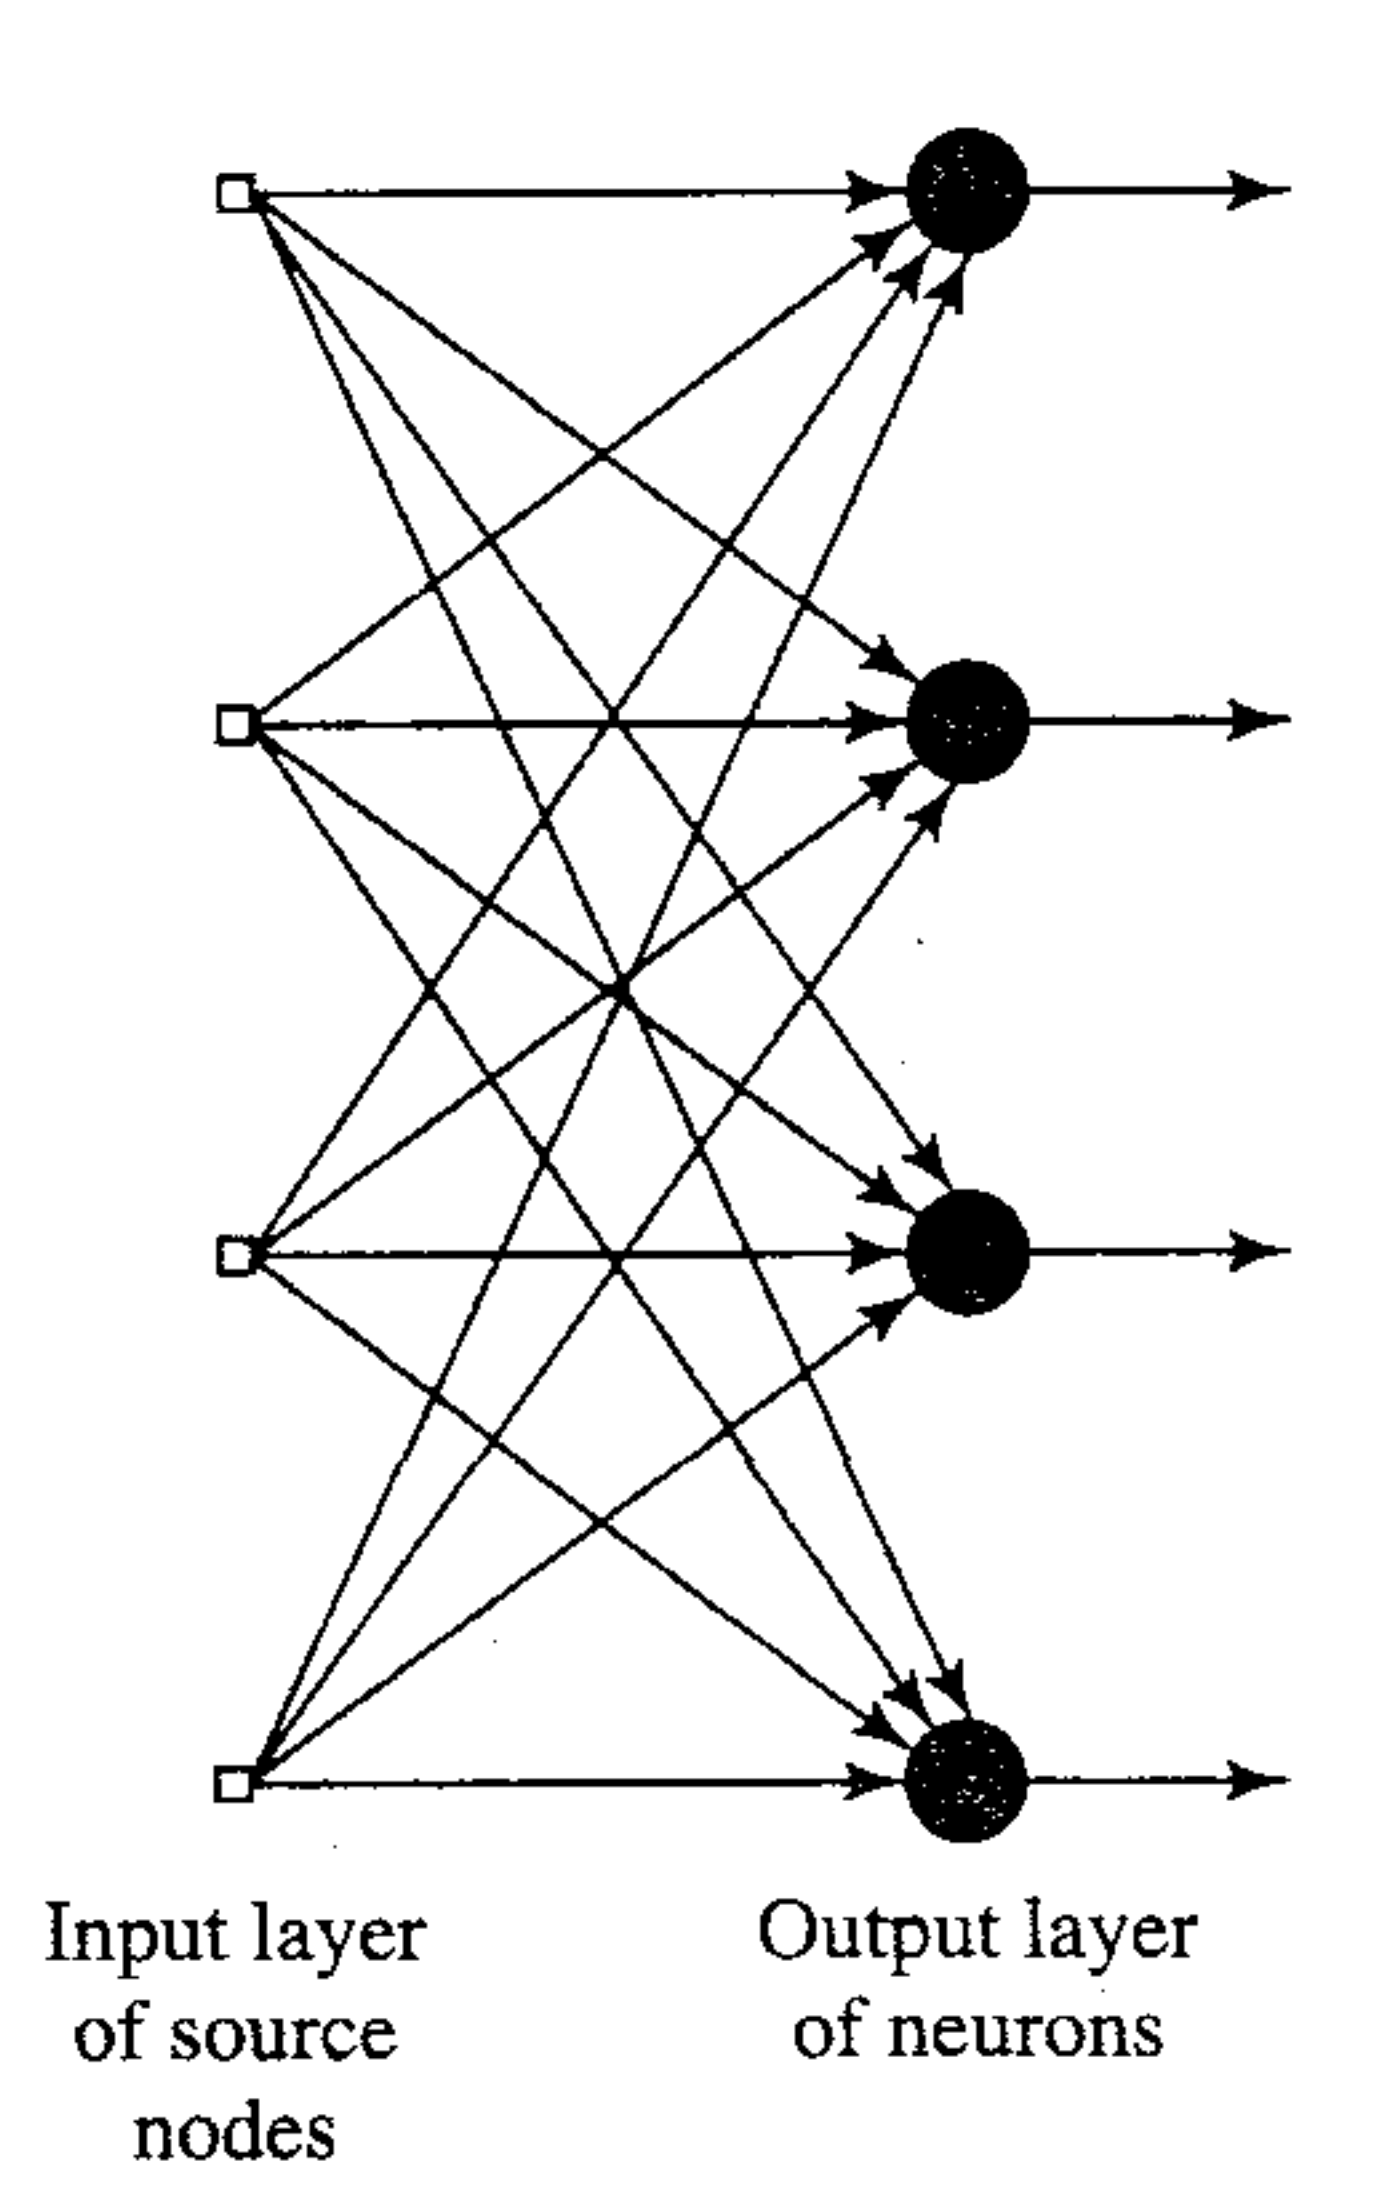 Input layer
of source
nodes
Output layer
of neurons